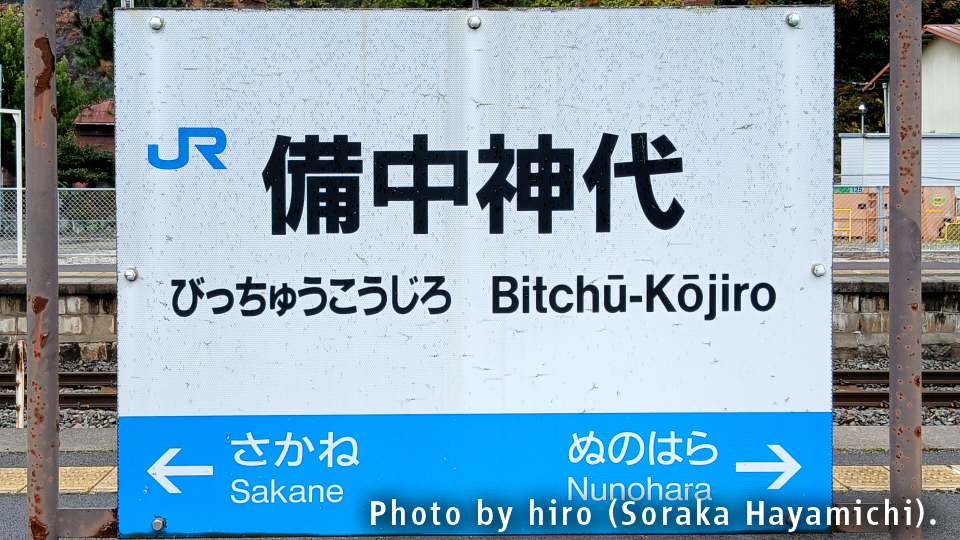 JR 備中神代
びっちゅうこうじろ Bitchū-Kōjiro
← さかね ぬのはら →
Sakane Nunohara
Photo by hiro (Soraka Hayamichi).